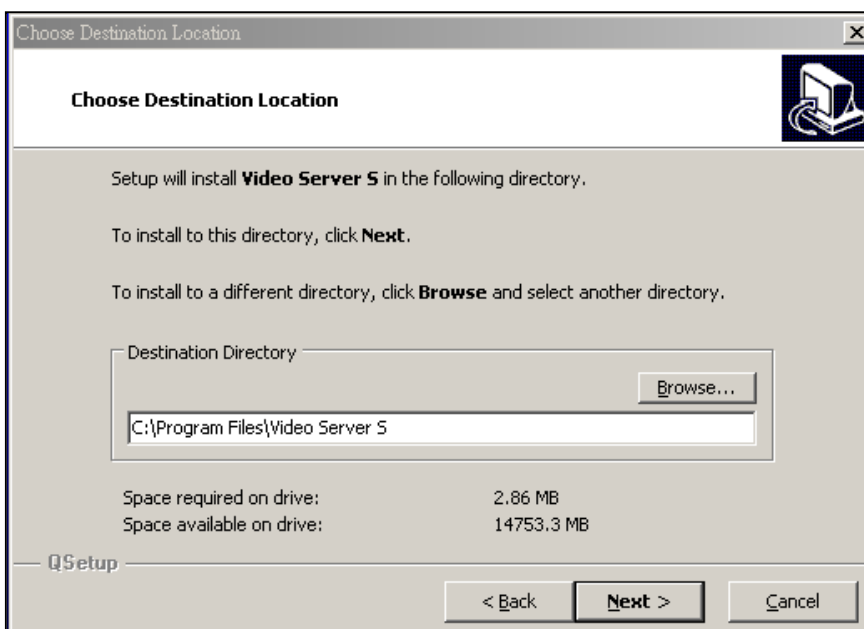 Choose Destination Location
Choose Destination Location
Setup will install Video Server S in the following directory.
To install to this directory, click Next.
To install to a different directory, click Browse and select another directory.
Destination Directory
Browse...
C:\Program Files\Video Server S
Space required on drive: 2.86 MB
Space available on drive: 14753.3 MB
QSetup
< Back Next > Cancel